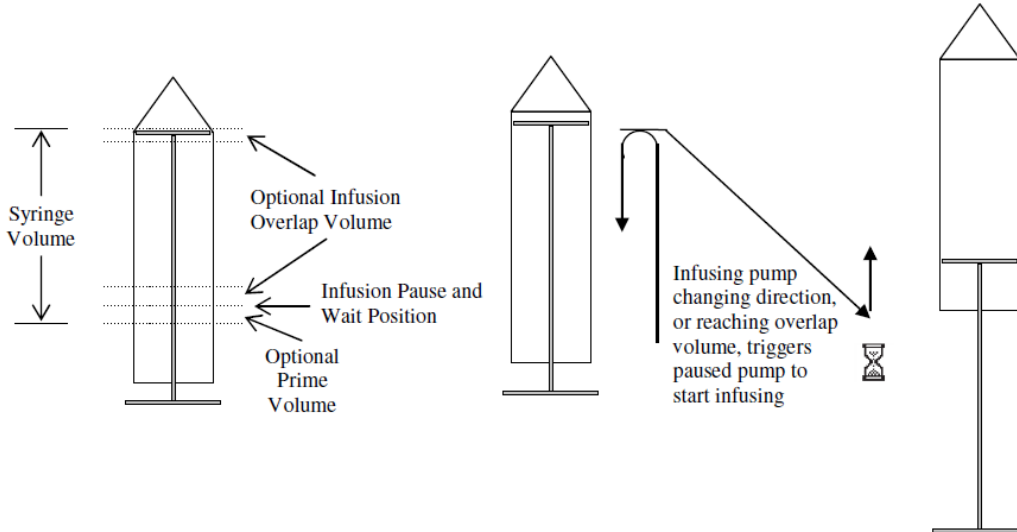 Syringe
Volume
Optional Infusion
Overlap Volume
Infusion Pause and
Wait Position
Optional
Prime
Volume
Infusing pump
changing direction,
or reaching overlap
volume, triggers
paused pump to
start infusing